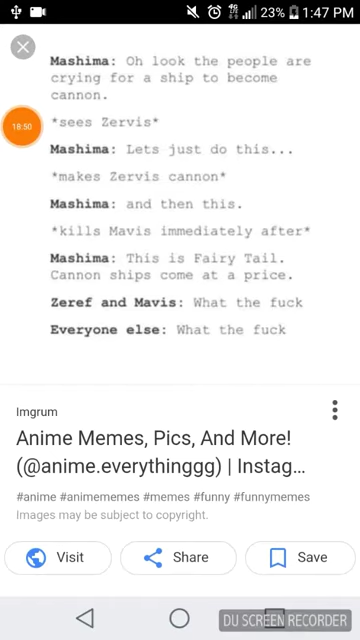 4G
23% 1:47 PM
Mashima: Oh look the people are
crying for a ship to become
cannon.
18:50
*sees Zervis*
Mashima: Lets just do this...
*makes Zervis cannon*
Mashima: and then this.
*kills Mavis immediately after*
Mashima: This is Fairy Tail.
Cannon ships come at a price.
Zeref and Mavis: What the fuck
Everyone else: What the fuck
Imgrum
Anime Memes, Pics, And More!
(@anime.everythinggg) | Instag...
#anime #animememes #memes #funny #funnymemes
Images may be subject to copyright.
Visit Share Save
DU SCREEN RECORDER